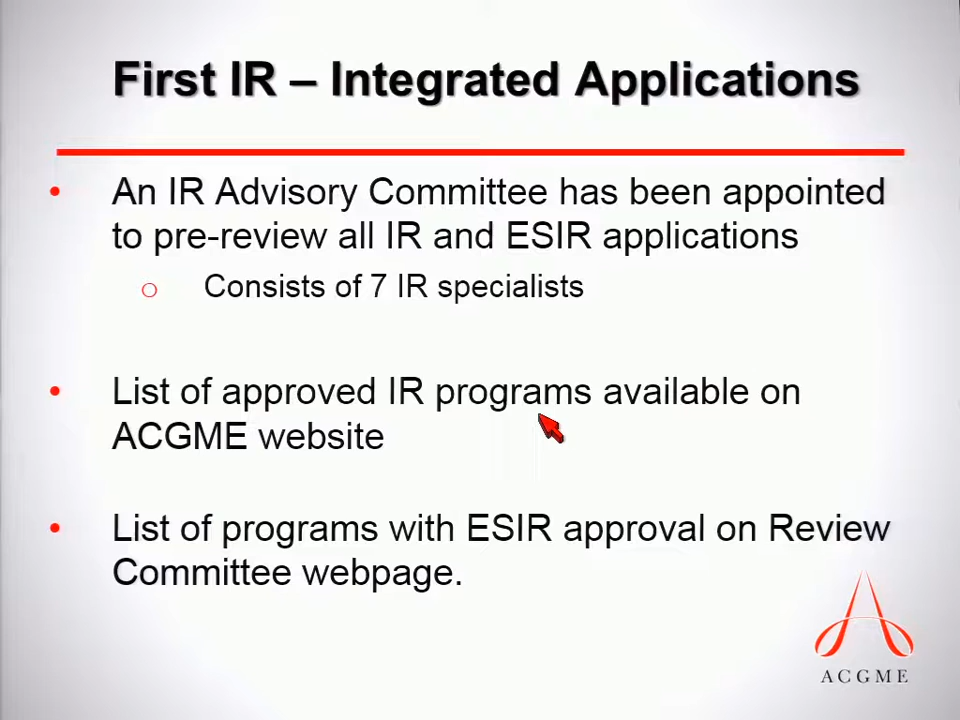 First IR – Integrated Applications
• An IR Advisory Committee has been appointed
to pre-review all IR and ESIR applications
o Consists of 7 IR specialists
• List of approved IR programs available on
ACGME website
• List of programs with ESIR approval on Review
Committee webpage.
ACGME